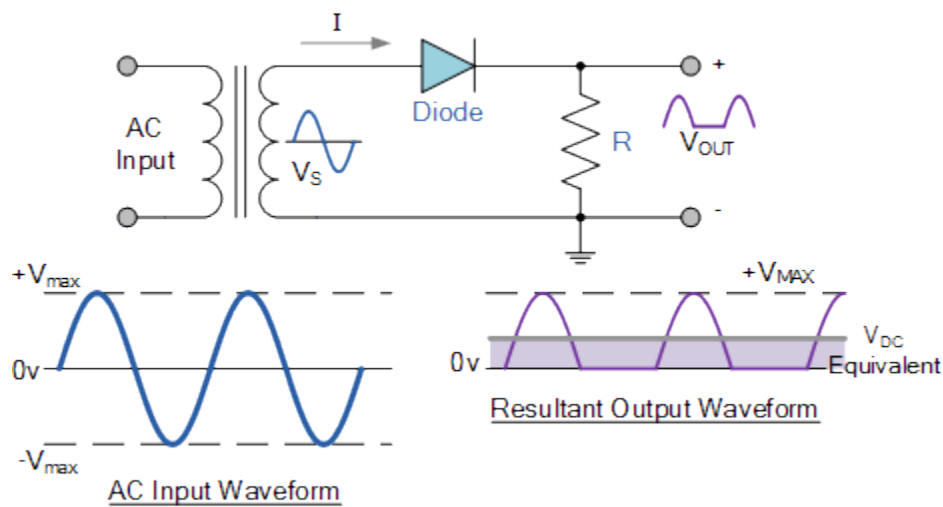 I
+
AC
Input
Diode
V_S
R
V_OUT
-
+V_max
0v
-V_max
AC Input Waveform
+V_MAX
V_DC
0v
Equivalent
Resultant Output Waveform